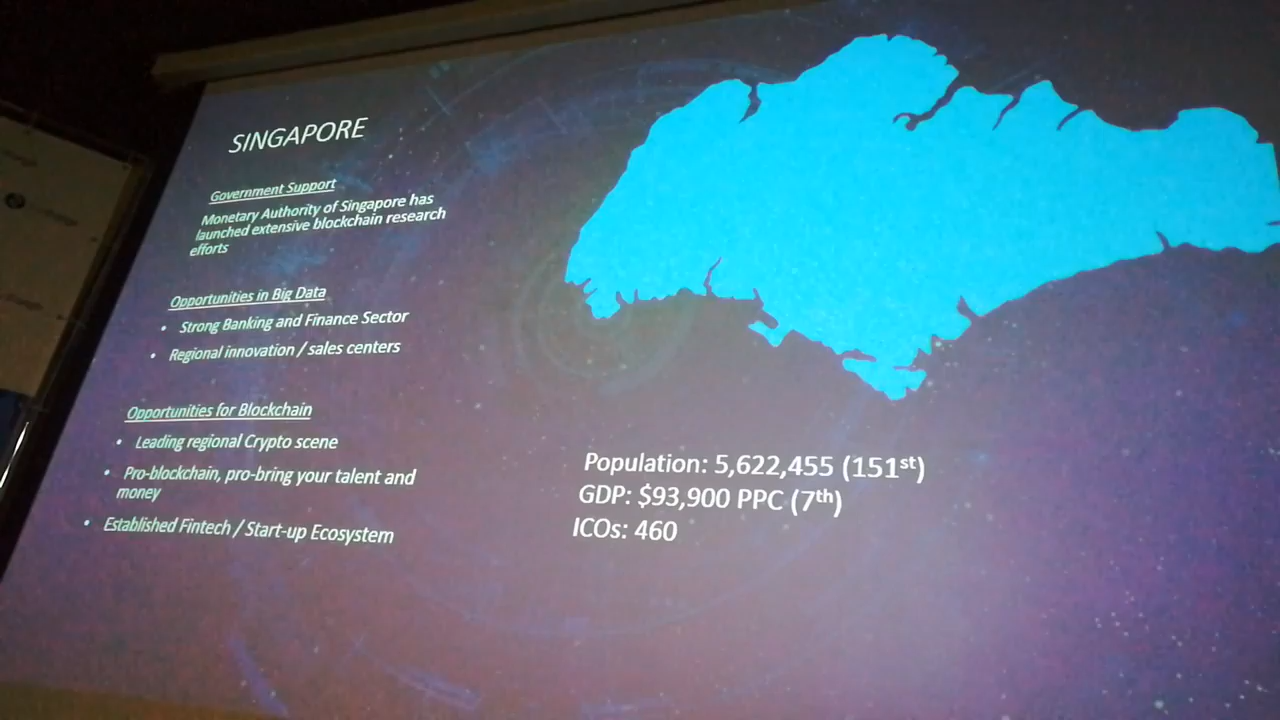 SINGAPORE
Government Support
Monetary Authority of Singapore has
launched extensive blockchain research
efforts
Opportunities in Big Data
• Strong Banking and Finance Sector
• Regional innovation / sales centers
Opportunities for Blockchain
• Leading regional Crypto scene
• Pro-blockchain, pro-bring your talent and
money
• Established Fintech / Start-up Ecosystem
Population: 5,622,455 (151st)
GDP: $93,900 PPC (7th)
ICOs: 460